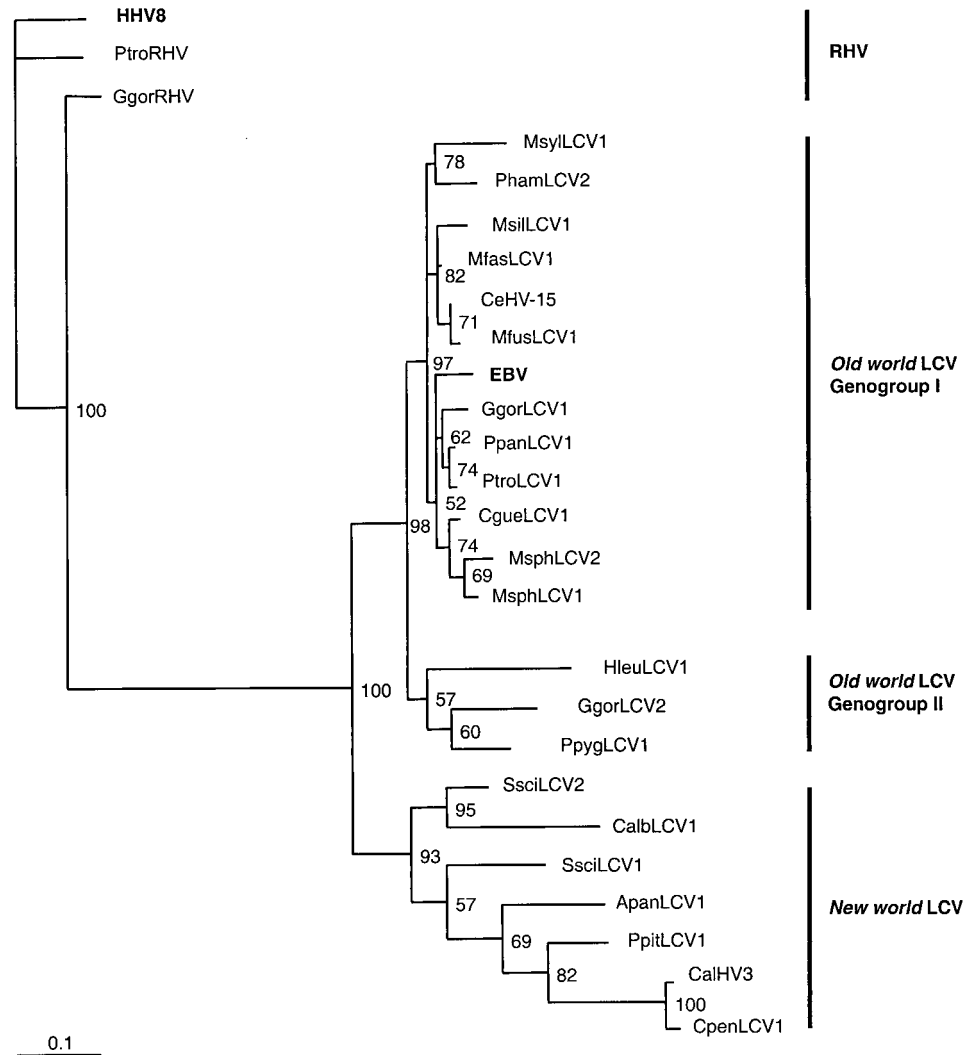 HHV8
PtroRHV
GgorRHV
RHV
MsylLCV1
78
PhamLCV2
MsilLCV1
MfasLCV1
82
CeHV-15
71
MfusLCV1
97
EBV
Old world LCV
Genogroup I
GgorLCV1
100
62
PpanLCV1
74
PtroLCV1
52
CgueLCV1
98
74
MsphLCV2
69
MsphLCV1
HleuLCV1
100
57
GgorLCV2
Old world LCV
Genogroup II
60
PpygLCV1
SsciLCV2
95
CalbLCV1
93
SsciLCV1
57
ApanLCV1
New world LCV
69
PpitLCV1
82
CalHV3
100
CpenLCV1
0.1